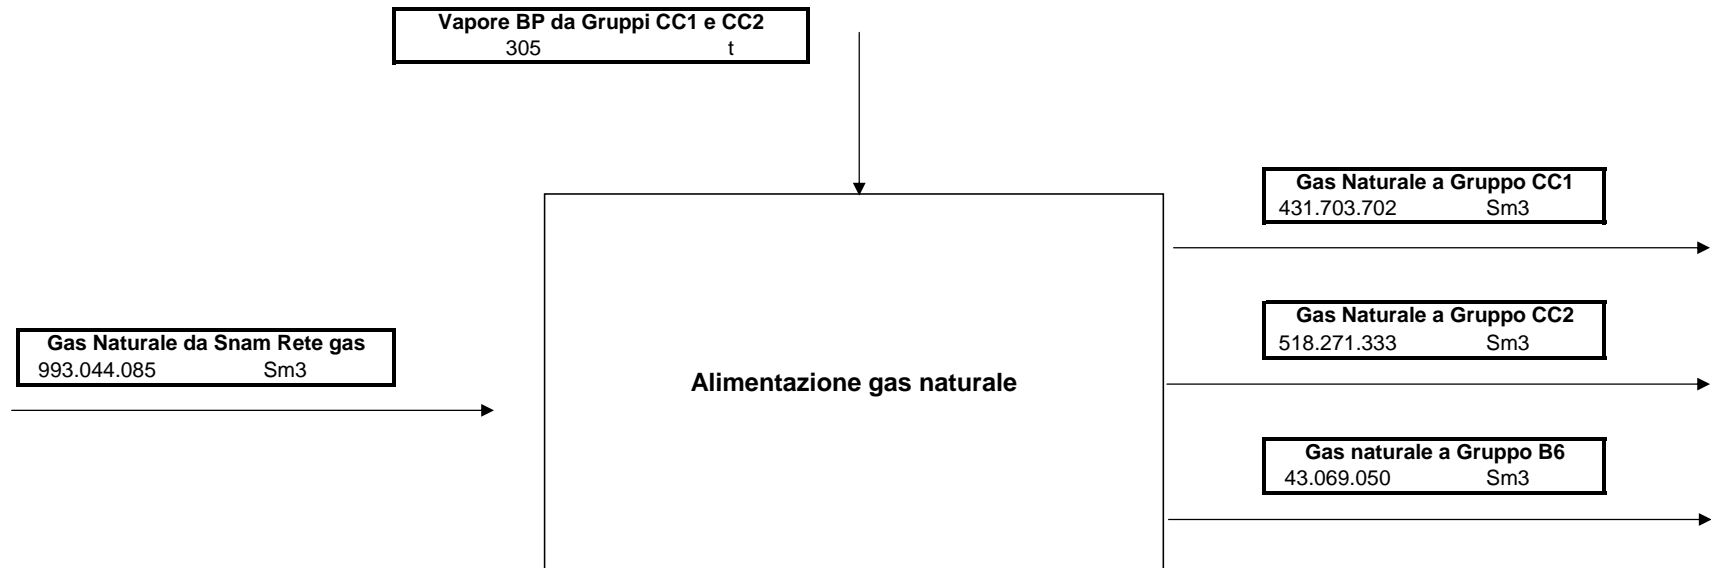 Vapore BP da Gruppi CC1 e CC2
305 t
Gas Naturale a Gruppo CC1
431.703.702 Sm3
Gas Naturale a Gruppo CC2
518.271.333 Sm3
Gas Naturale da Snam Rete gas
993.044.085 Sm3
Alimentazione gas naturale
Gas naturale a Gruppo B6
43.069.050 Sm3